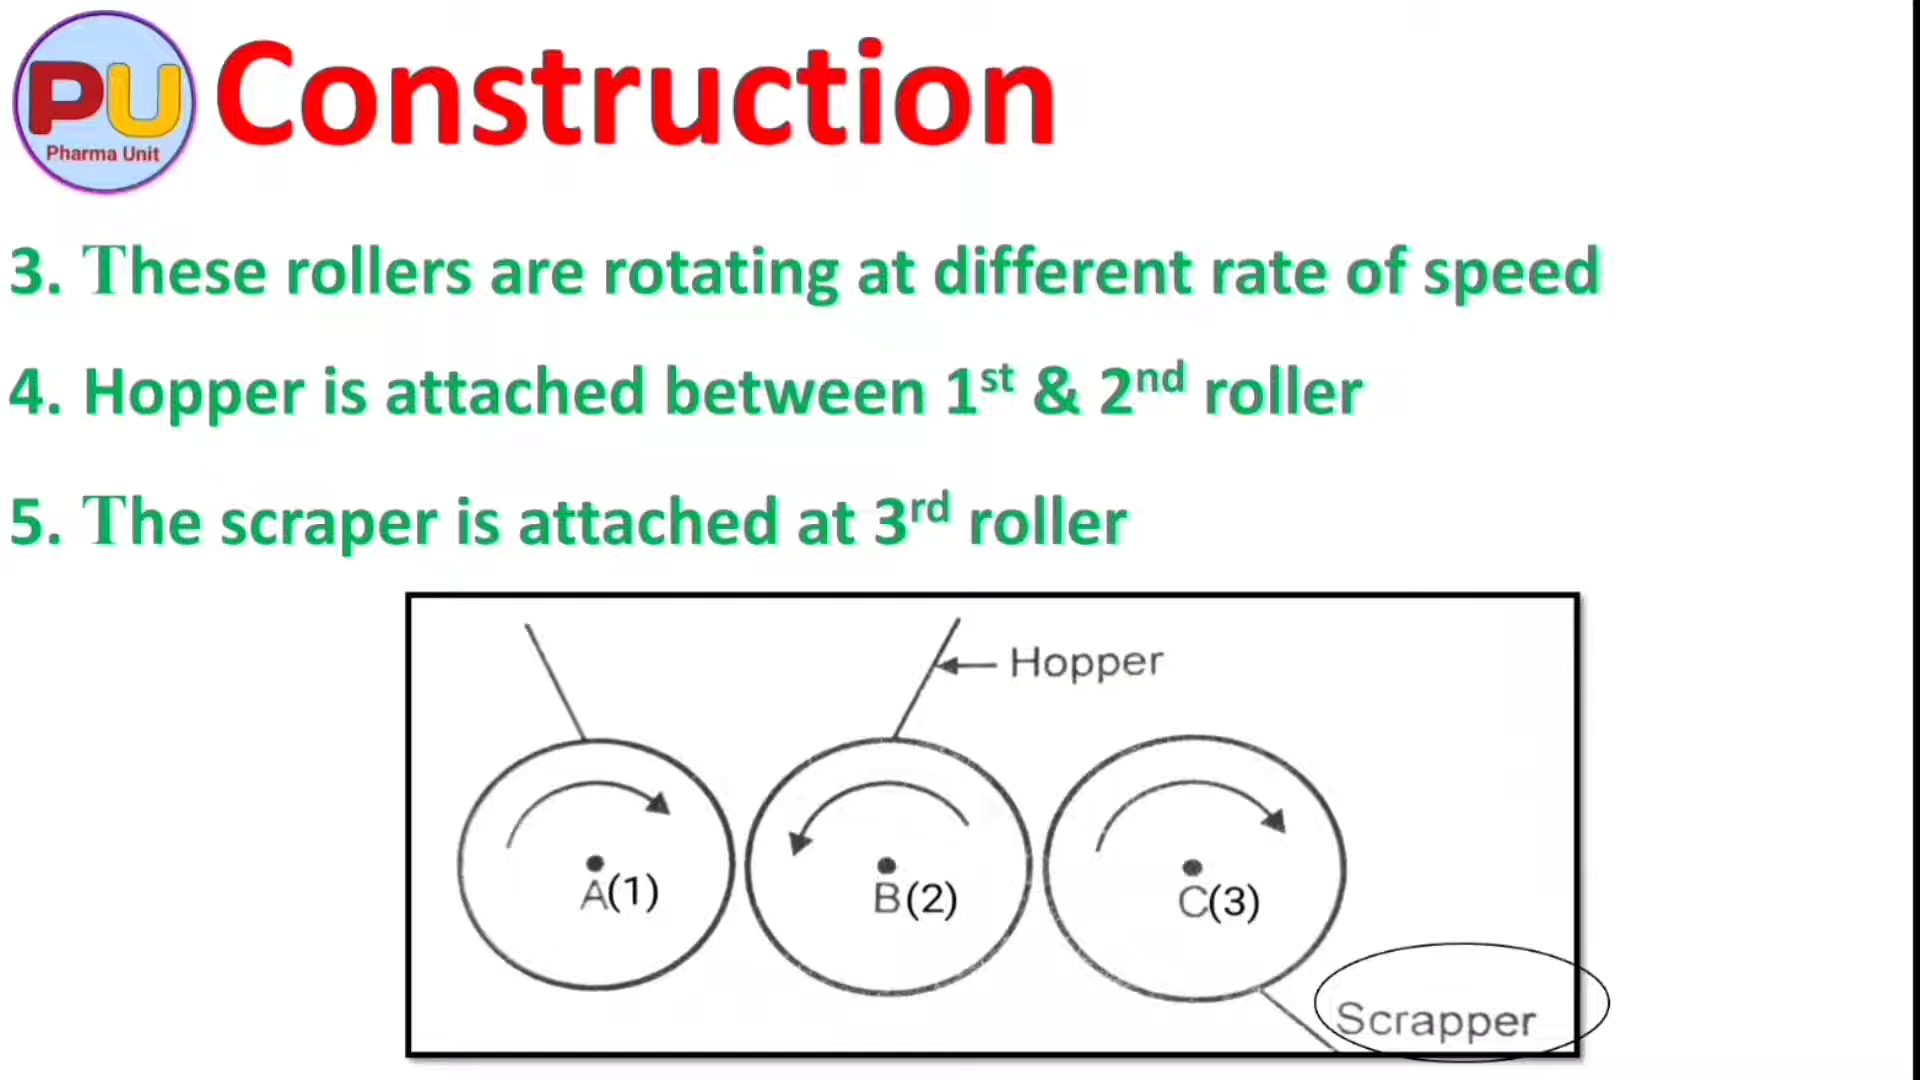 PU
Pharma Unit
Construction
3. These rollers are rotating at different rate of speed
4. Hopper is attached between 1st & 2nd roller
5. The scraper is attached at 3rd roller
Hopper
A(1)
B(2)
C(3)
Scrapper